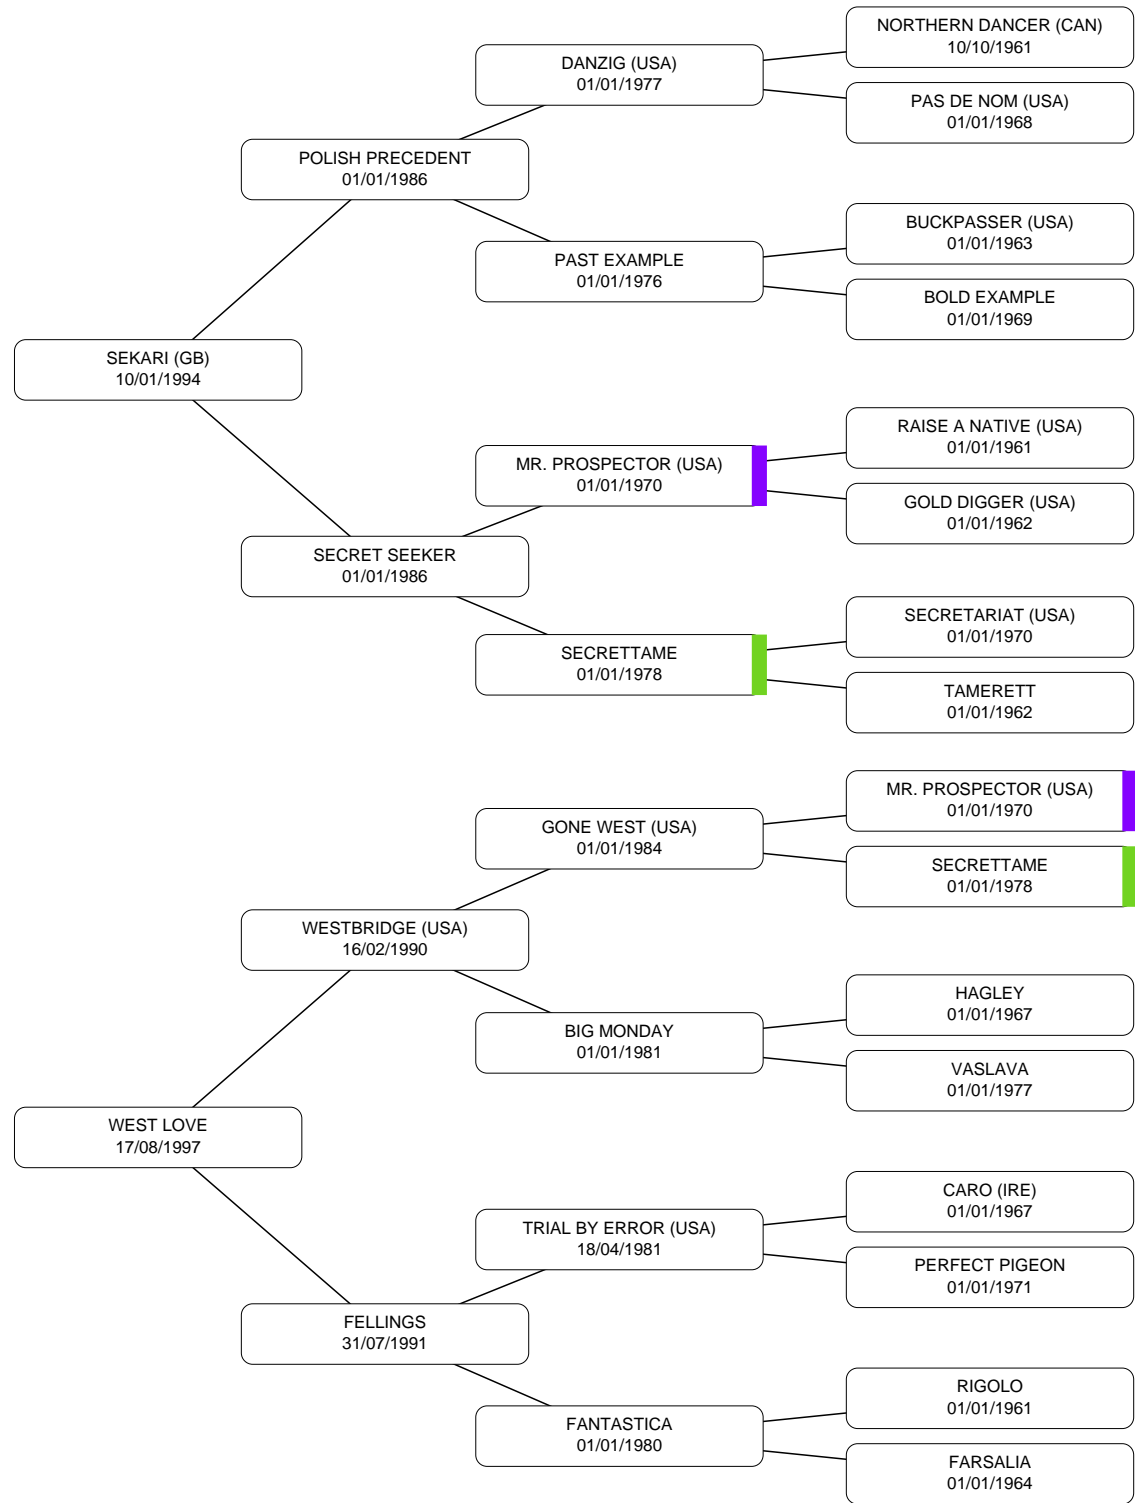 NORTHERN DANCER (CAN)
10/10/1961
DANZIG (USA)
01/01/1977
PAS DE NOM (USA)
01/01/1968
POLISH PRECEDENT
01/01/1986
BUCKPASSER (USA)
01/01/1963
PAST EXAMPLE
01/01/1976
BOLD EXAMPLE
01/01/1969
SEKARI (GB)
10/01/1994
RAISE A NATIVE (USA)
01/01/1961
MR. PROSPECTOR (USA)
01/01/1970
GOLD DIGGER (USA)
01/01/1962
SECRET SEEKER
01/01/1986
SECRETARIAT (USA)
01/01/1970
SECRETTAME
01/01/1978
TAMERETT
01/01/1962
MR. PROSPECTOR (USA)
01/01/1970
GONE WEST (USA)
01/01/1984
SECRETTAME
01/01/1978
WESTBRIDGE (USA)
16/02/1990
HAGLEY
01/01/1967
BIG MONDAY
01/01/1981
VASLAVA
01/01/1977
WEST LOVE
17/08/1997
CARO (IRE)
01/01/1967
TRIAL BY ERROR (USA)
18/04/1981
PERFECT PIGEON
01/01/1971
FELLINGS
31/07/1991
RIGOLO
01/01/1961
FANTASTICA
01/01/1980
FARSALIA
01/01/1964